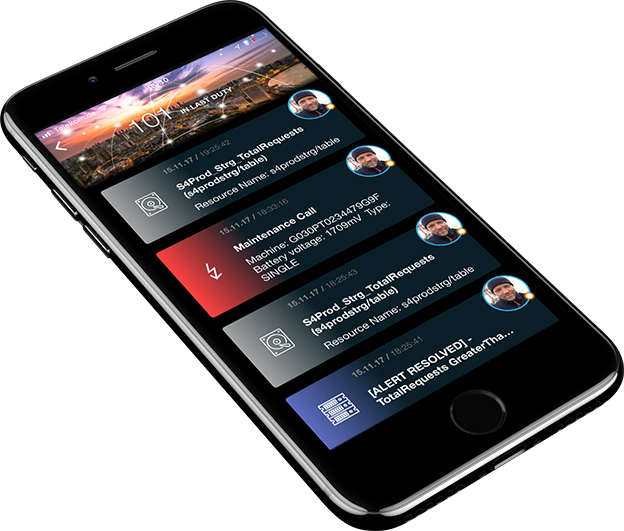 Telekom.de
101 IN LAST DUTY
15.11.17 / 19:25:42
S4Prod_Strg_TotalRequests
(s4prodstrg/table)
Resource Name: s4prodstrg/table
15.11.17 / 18:33:16
Maintenance Call
Machine: G030PT0234479G9F
Battery voltage: 1709mV Type:
SINGLE
15.11.17 / 18:25:43
S4Prod_Strg_TotalRequests
(s4prodstrg/table)
Resource Name: s4prodstrg/table
15.11.17 / 18:25:41
[ALERT RESOLVED] -
TotalRequests GreaterTha...